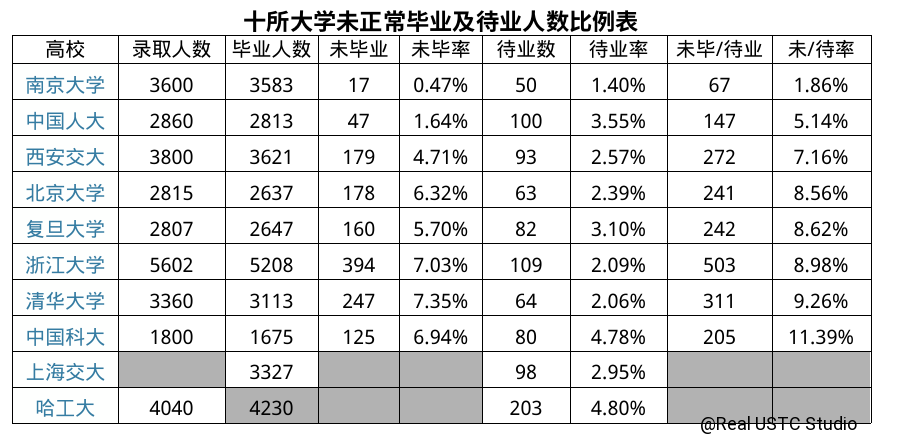 十所大学未正常毕业及待业人数比例表
高校 录取人数 毕业人数 未毕业 未毕率 待业数 待业率 未毕/待业 未/待率
南京大学 3600 3583 17 0.47% 50 1.40% 67 1.86%
中国人大 2860 2813 47 1.64% 100 3.55% 147 5.14%
西安交大 3800 3621 179 4.71% 93 2.57% 272 7.16%
北京大学 2815 2637 178 6.32% 63 2.39% 241 8.56%
复旦大学 2807 2647 160 5.70% 82 3.10% 242 8.62%
浙江大学 5602 5208 394 7.03% 109 2.09% 503 8.98%
清华大学 3360 3113 247 7.35% 64 2.06% 311 9.26%
中国科大 1800 1675 125 6.94% 80 4.78% 205 11.39%
上海交大 3327 98 2.95%
哈工大 4040 4230 203 4.80%
@Real USTC Studio